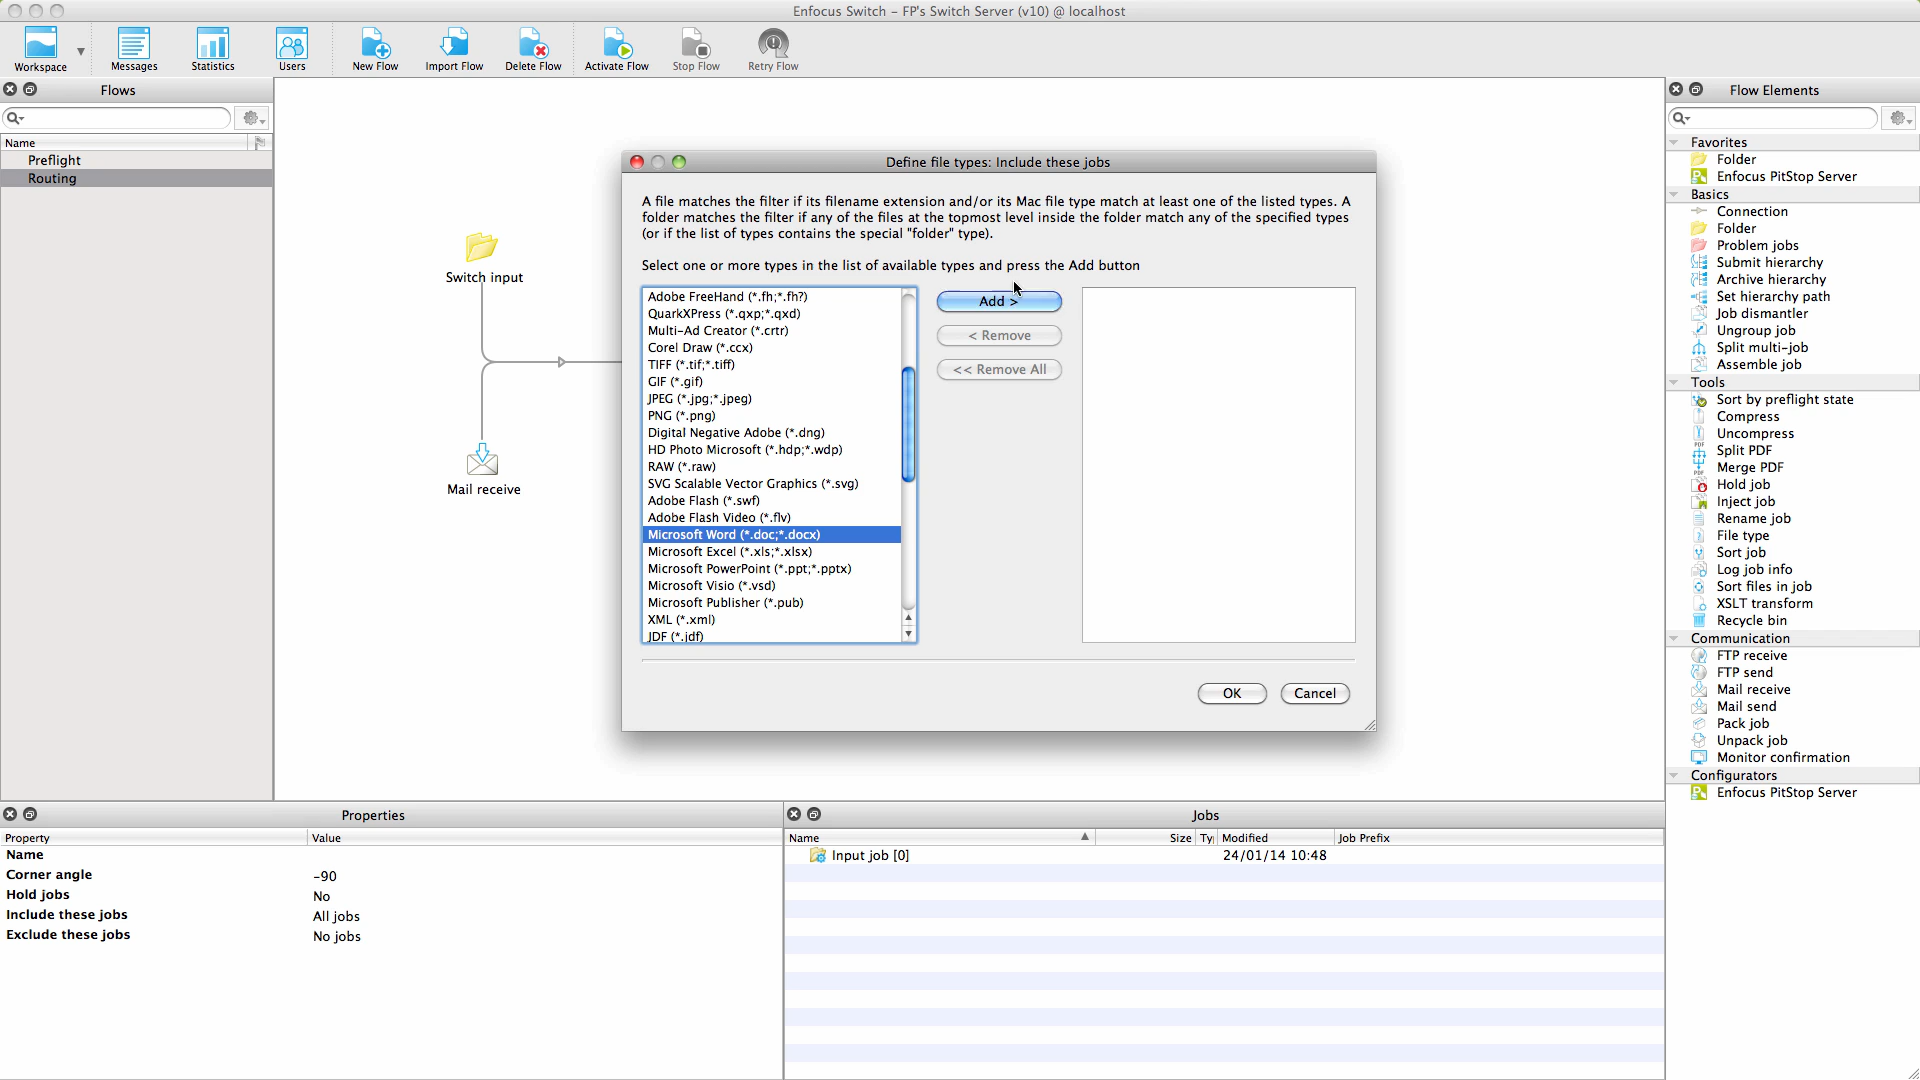 Enfocus Switch – FP's Switch Server (v10) @ localhost
Workspace
Messages
Statistics
Users
New Flow
Import Flow
Delete Flow
Activate Flow
Stop Flow
Retry Flow
Flows
Name
Preflight
Routing
Switch input
Mail receive
Define file types: Include these jobs
A file matches the filter if its filename extension and/or its Mac file type match at least one of the listed types. A
folder matches the filter if any of the files at the topmost level inside the folder match any of the specified types
(or if the list of types contains the special "folder" type).
Select one or more types in the list of available types and press the Add button
Adobe FreeHand (*.fh;*.fh?)
QuarkXPress (*.qxp;*.qxd)
Multi-Ad Creator (*.crtr)
Corel Draw (*.ccx)
TIFF (*.tif;*.tiff)
GIF (*.gif)
JPEG (*.jpg;*.jpeg)
PNG (*.png)
Digital Negative Adobe (*.dng)
HD Photo Microsoft (*.hdp;*.wdp)
RAW (*.raw)
SVG Scalable Vector Graphics (*.svg)
Adobe Flash (*.swf)
Adobe Flash Video (*.flv)
Microsoft Word (*.doc;*.docx)
Microsoft Excel (*.xls;*.xlsx)
Microsoft PowerPoint (*.ppt;*.pptx)
Microsoft Visio (*.vsd)
Microsoft Publisher (*.pub)
XML (*.xml)
JDF (*.jdf)
Add >
< Remove
<< Remove All
OK
Cancel
Flow Elements
Favorites
Folder
Enfocus PitStop Server
Basics
Connection
Folder
Problem jobs
Submit hierarchy
Archive hierarchy
Set hierarchy path
Job dismantler
Ungroup job
Split multi-job
Assemble job
Tools
Sort by preflight state
Compress
Uncompress
Split PDF
Merge PDF
Hold job
Inject job
Rename job
File type
Sort job
Log job info
Sort files in job
XSLT transform
Recycle bin
Communication
FTP receive
FTP send
Mail receive
Mail send
Pack job
Unpack job
Monitor confirmation
Configurators
Enfocus PitStop Server
Properties
Property Value
Name
Corner angle -90
Hold jobs No
Include these jobs All jobs
Exclude these jobs No jobs
Jobs
Name Size Ty Modified Job Prefix
Input job [0] 24/01/14 10:48